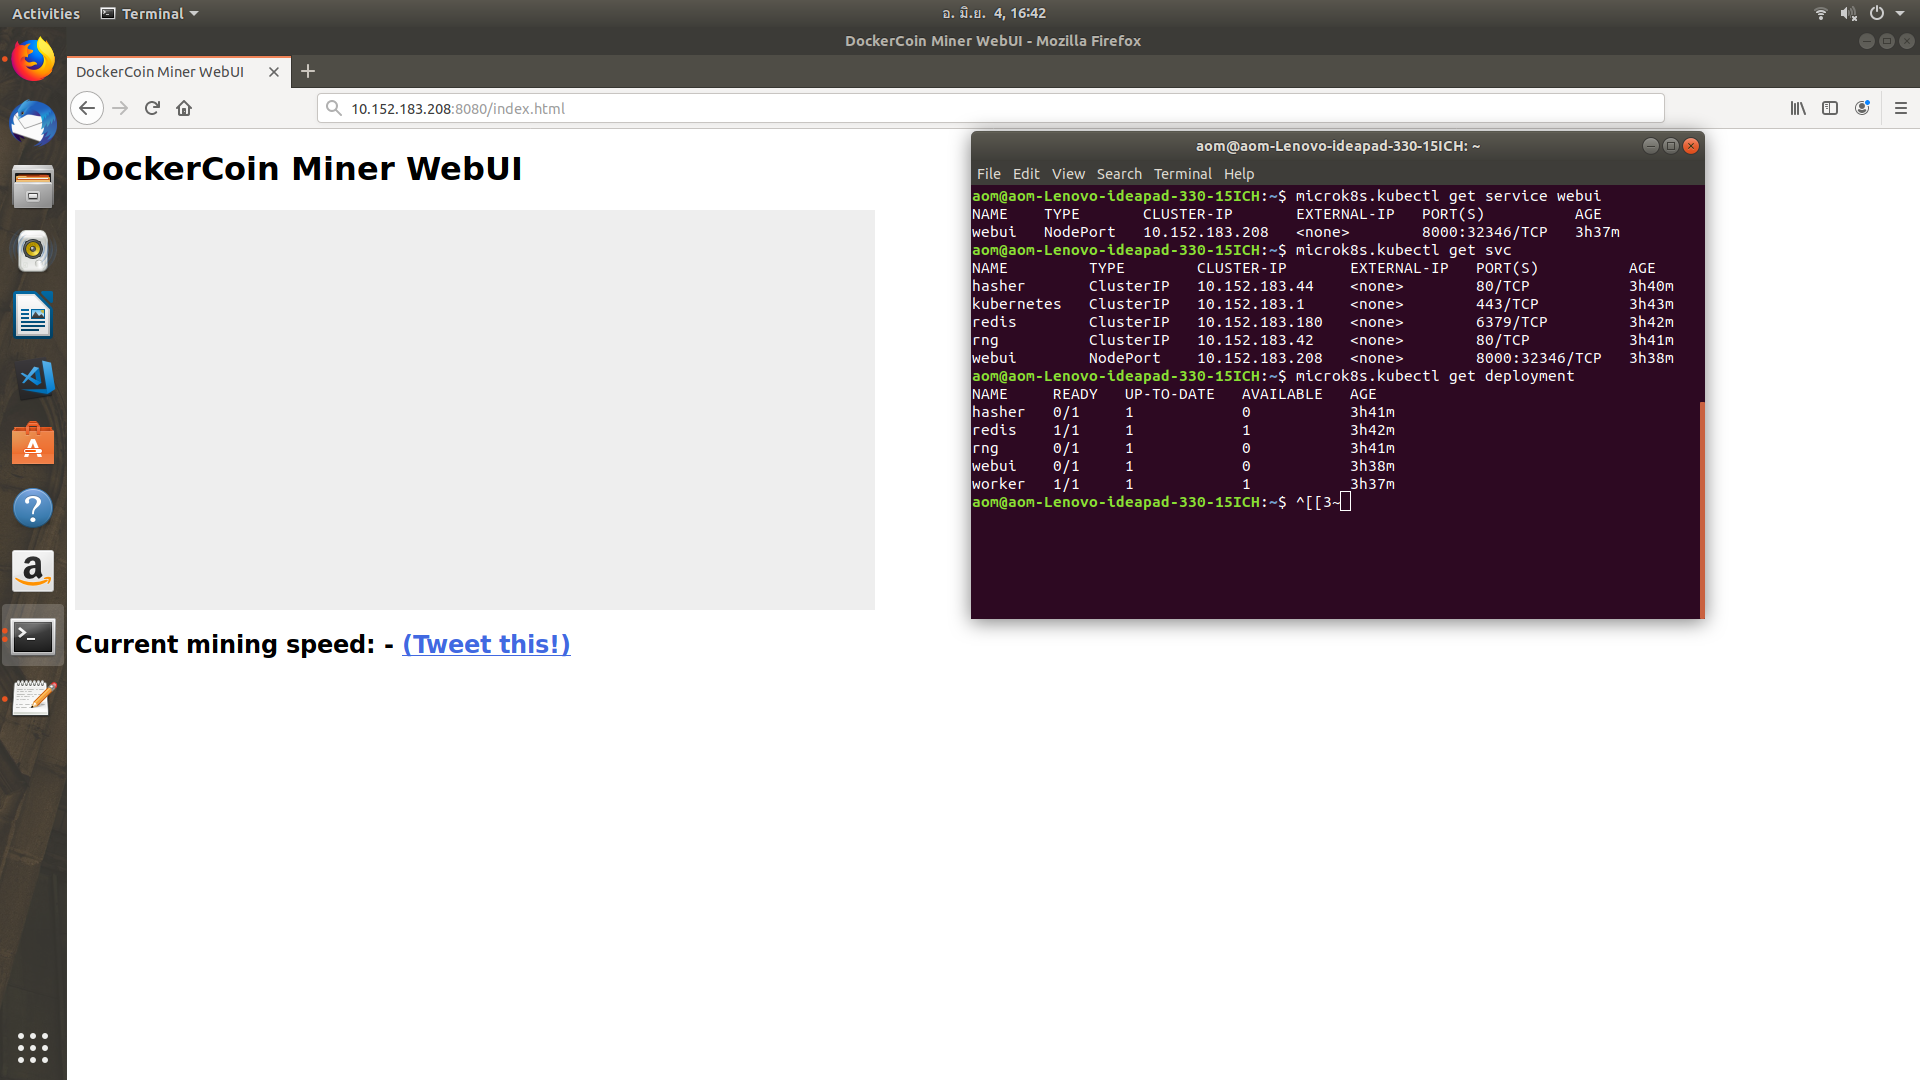 Activities Terminal อ. มิ.ย. 4, 16:42
DockerCoin Miner WebUI - Mozilla Firefox
DockerCoin Miner WebUI
10.152.183.208:8080/index.html
DockerCoin Miner WebUI
Current mining speed: - (Tweet this!)
aom@aom-Lenovo-ideapad-330-15ICH: ~
File Edit View Search Terminal Help
aom@aom-Lenovo-ideapad-330-15ICH:~$ microk8s.kubectl get service webui
NAME TYPE CLUSTER-IP EXTERNAL-IP PORT(S) AGE
webui NodePort 10.152.183.208 <none> 8000:32346/TCP 3h37m
aom@aom-Lenovo-ideapad-330-15ICH:~$ microk8s.kubectl get svc
NAME TYPE CLUSTER-IP EXTERNAL-IP PORT(S) AGE
hasher ClusterIP 10.152.183.44 <none> 80/TCP 3h40m
kubernetes ClusterIP 10.152.183.1 <none> 443/TCP 3h43m
redis ClusterIP 10.152.183.180 <none> 6379/TCP 3h42m
rng ClusterIP 10.152.183.42 <none> 80/TCP 3h41m
webui NodePort 10.152.183.208 <none> 8000:32346/TCP 3h38m
aom@aom-Lenovo-ideapad-330-15ICH:~$ microk8s.kubectl get deployment
NAME READY UP-TO-DATE AVAILABLE AGE
hasher 0/1 1 0 3h41m
redis 1/1 1 1 3h42m
rng 0/1 1 0 3h41m
webui 0/1 1 0 3h38m
worker 1/1 1 1 3h37m
aom@aom-Lenovo-ideapad-330-15ICH:~$ ^[[3~